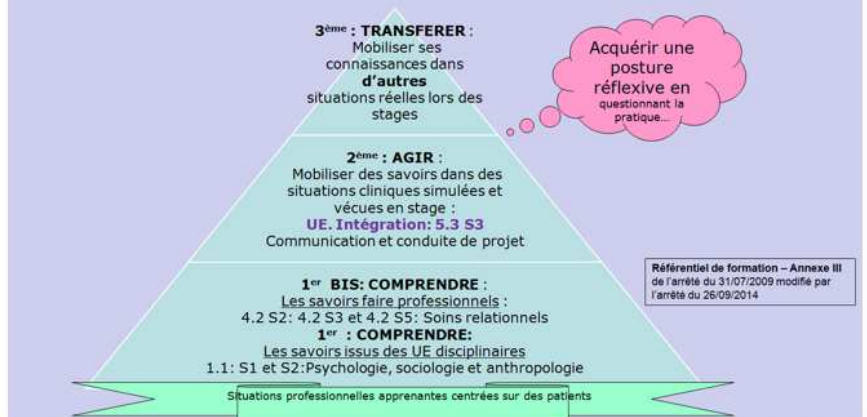 3ème : TRANSFERER :
Mobiliser ses
connaissances dans
d'autres
situations réelles lors des
stages
Acquérir une
posture
réflexive en
questionnant la
pratique...
2ème : AGIR :
Mobiliser des savoirs dans des
situations cliniques simulées et
vécues en stage :
UE. Intégration: 5.3 S3
Communication et conduite de projet
Référentiel de formation – Annexe III
de l'arrêté du 31/07/2009 modifié par
l'arrêté du 26/09/2014
1er BIS: COMPRENDRE :
Les savoirs faire professionnels :
4.2 S2: 4.2 S3 et 4.2 S5: Soins relationnels
1er : COMPRENDRE:
Les savoirs issus des UE disciplinaires
1.1: S1 et S2:Psychologie, sociologie et anthropologie
Situations professionnelles apprenantes centrées sur des patients